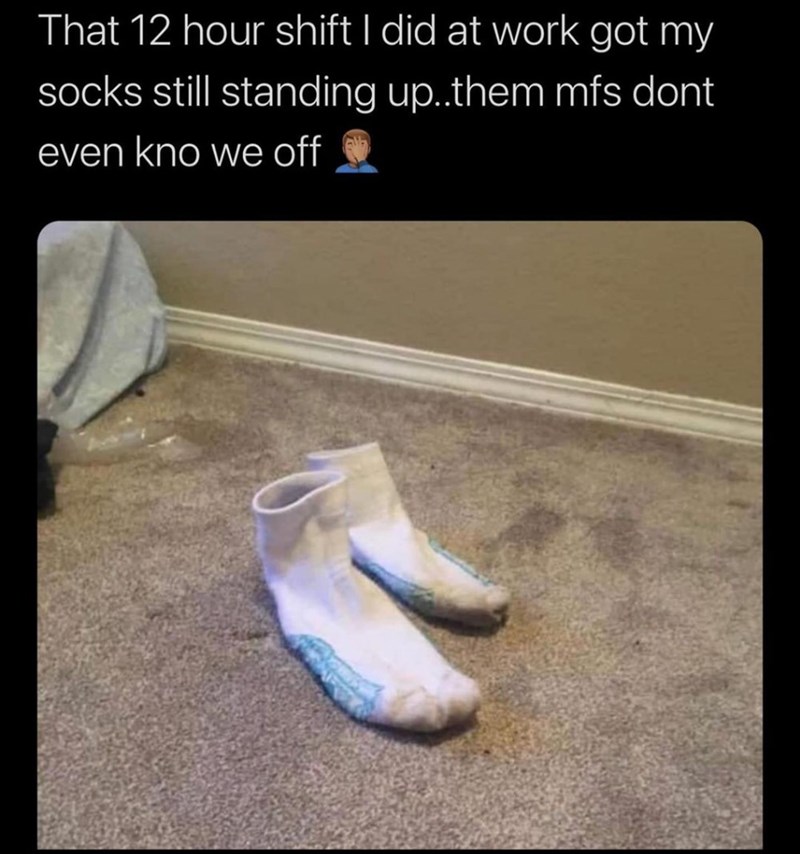 That 12 hour shift I did at work got my
socks still standing up..them mfs dont
even kno we off 🤦🏽‍♂️